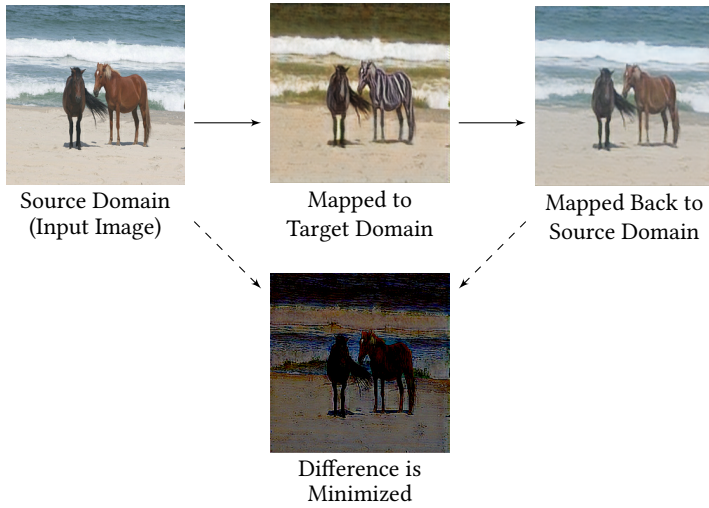 Source Domain
(Input Image)
Mapped to
Target Domain
Mapped Back to
Source Domain
Difference is
Minimized